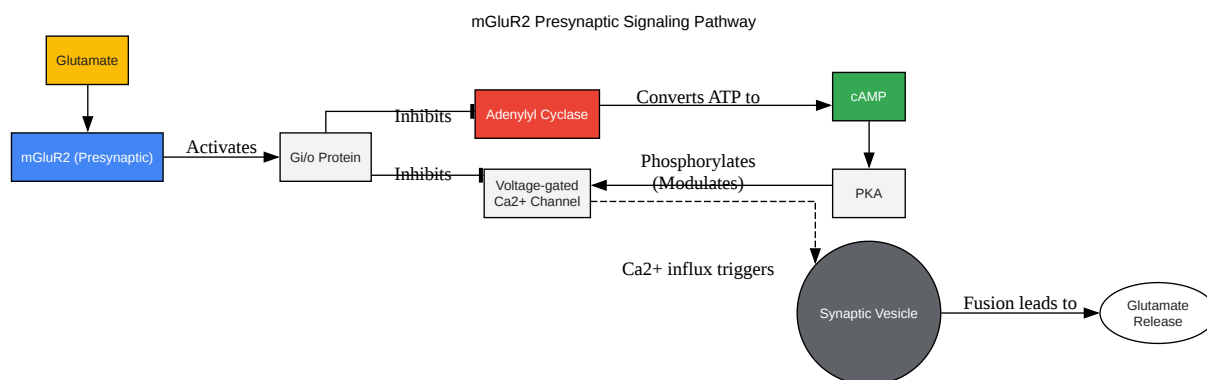 mGluR2 Presynaptic Signaling Pathway
Glutamate
mGluR2 (Presynaptic)
Activates
Gi/o Protein
Inhibits
Adenylyl Cyclase
Converts ATP to
cAMP
Inhibits
Voltage-gated
Ca2+ Channel
Phosphorylates
(Modulates)
PKA
Ca2+ influx triggers
Synaptic Vesicle
Fusion leads to
Glutamate
Release